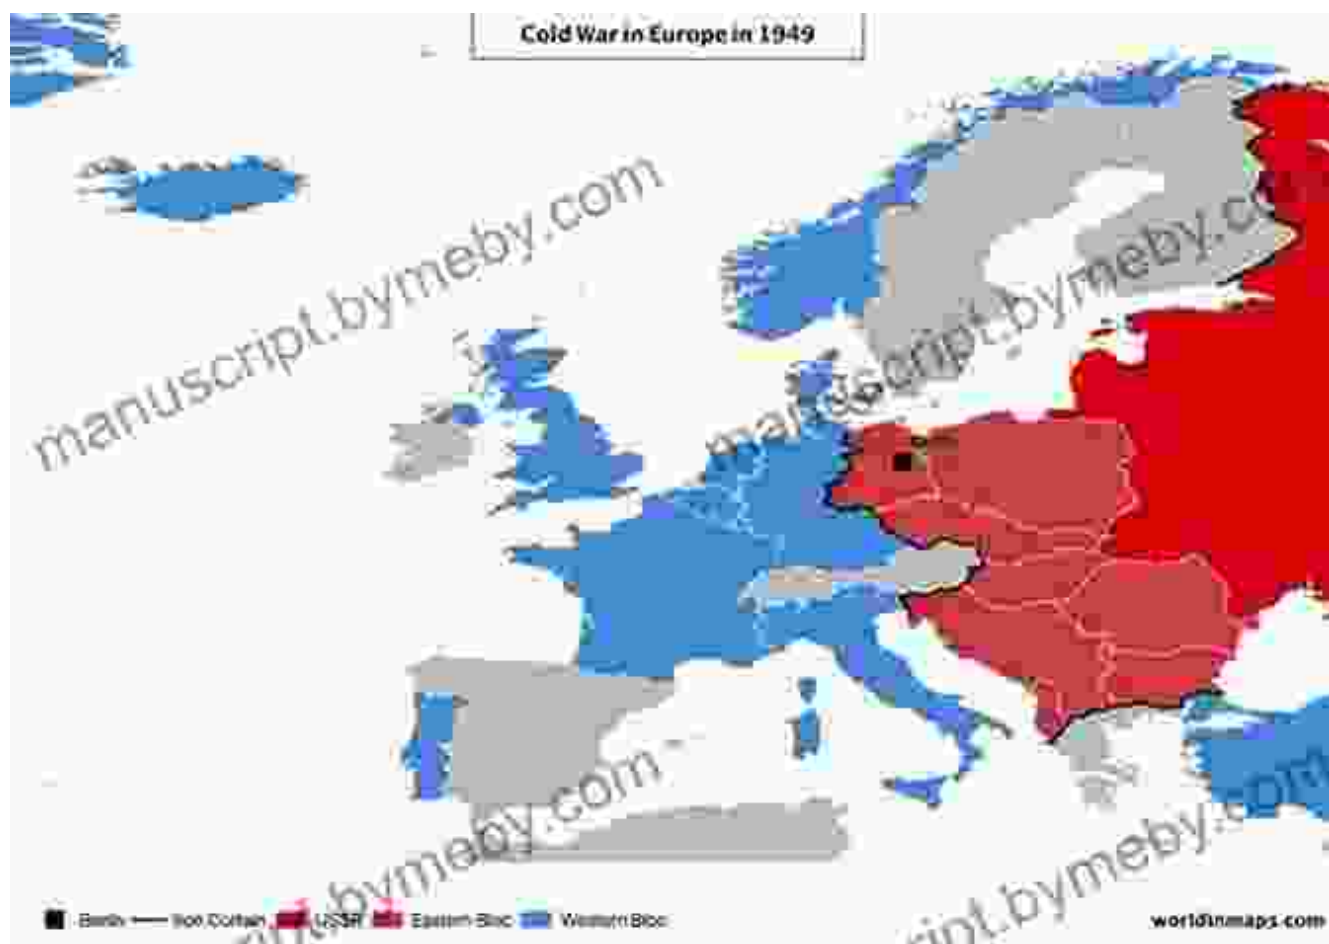 Cold War in Europe in 1949
manuscript.bymeby.com
manuscript.bymeby.com
manuscript.bymeby.com
manuscript.bymeby.com
Berlin Iron Curtain USSR Eastern Bloc Western Bloc
worldinmaps.com